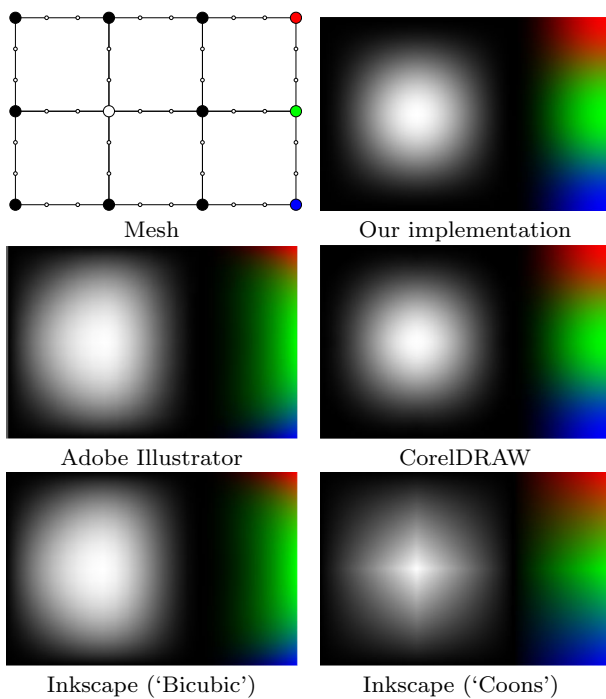 Mesh
Our implementation
Adobe Illustrator
CorelDRAW
Inkscape (‘Bicubic’)
Inkscape (‘Coons’)